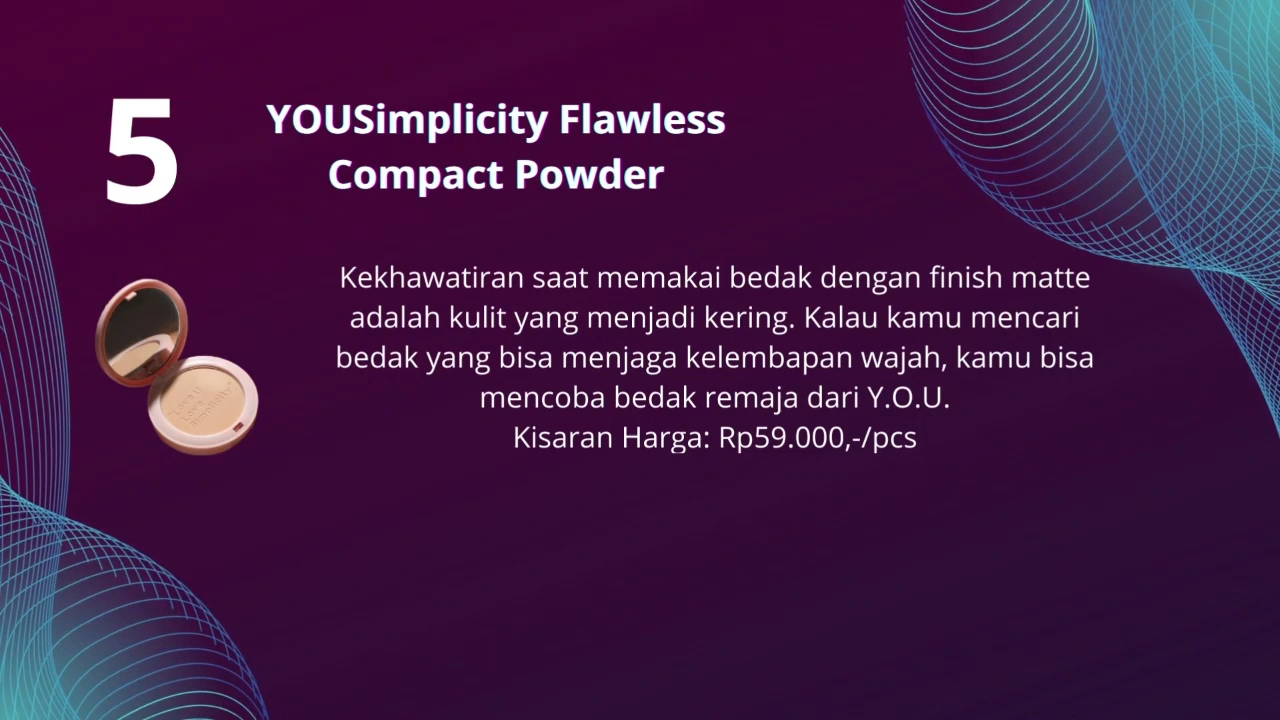 5
YOUSimplicity Flawless
Compact Powder
Kekhawatiran saat memakai bedak dengan finish matte
adalah kulit yang menjadi kering. Kalau kamu mencari
bedak yang bisa menjaga kelembapan wajah, kamu bisa
mencoba bedak remaja dari Y.O.U.
Kisaran Harga: Rp59.000,-/pcs